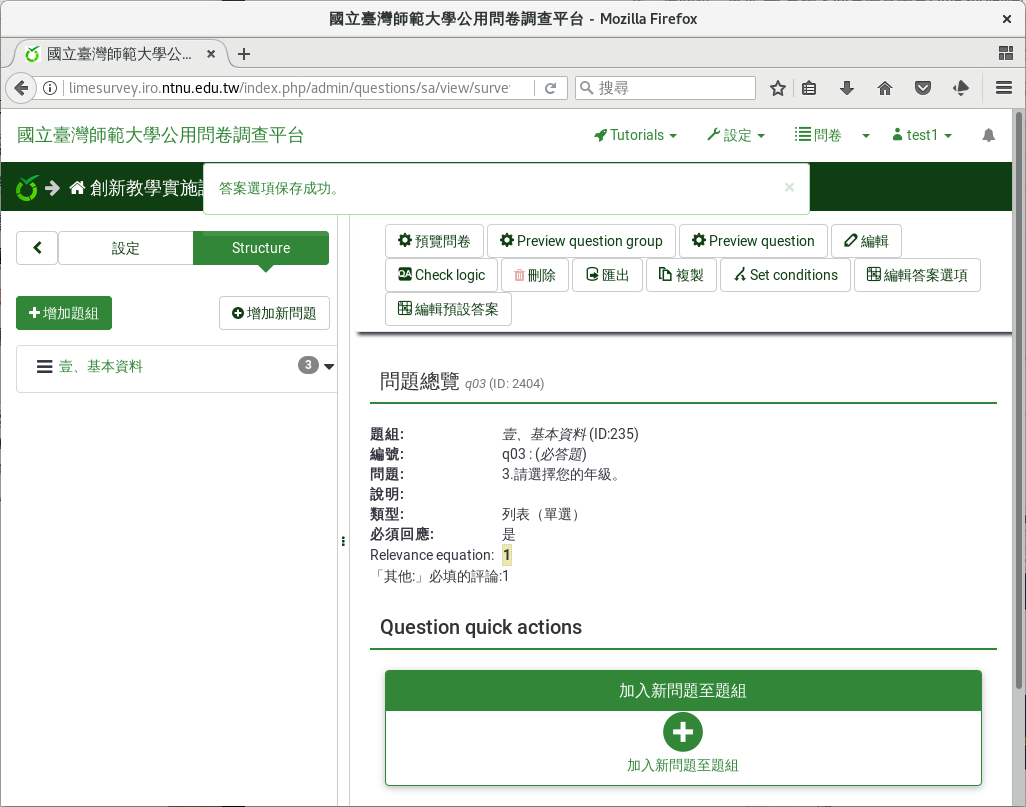 國立臺灣師範大學公用問卷調查平台 - Mozilla Firefox
國立臺灣師範大學公...
limesurvey.iro.ntnu.edu.tw/index.php/admin/questions/sa/view/surve
搜尋
國立臺灣師範大學公用問卷調查平台
Tutorials
設定
問卷
test1
創新教學實施
答案選項保存成功。
×
設定
Structure
增加題組
增加新問題
壹、基本資料
3
預覽問卷
Preview question group
Preview question
編輯
Check logic
刪除
匯出
複製
Set conditions
編輯答案選項
編輯預設答案
問題總覽 q03 (ID: 2404)
題組: 壹、基本資料 (ID:235)
編號: q03 : (必答題)
問題: 3.請選擇您的年級。
說明:
類型: 列表（單選）
必須回應: 是
Relevance equation: 1
「其他:」必填的評論:1
Question quick actions
加入新問題至題組
加入新問題至題組